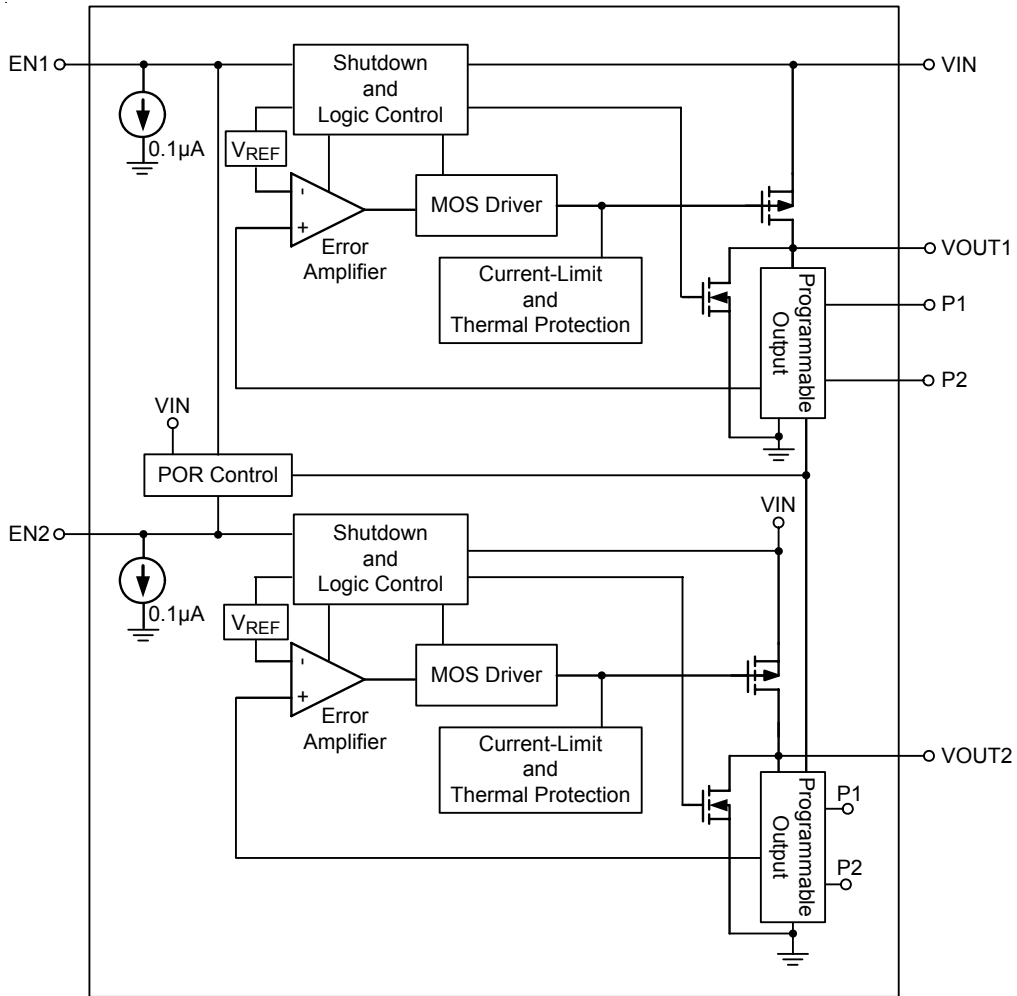 EN1
Shutdown
and
Logic Control
VIN
0.1µA
VREF
-
+
MOS Driver
Error
Amplifier
Current-Limit
and
Thermal Protection
VOUT1
Programmable
Output
P1
P2
VIN
POR Control
VIN
EN2
Shutdown
and
Logic Control
0.1µA
VREF
-
+
MOS Driver
Error
Amplifier
Current-Limit
and
Thermal Protection
VOUT2
Programmable
Output
P1
P2